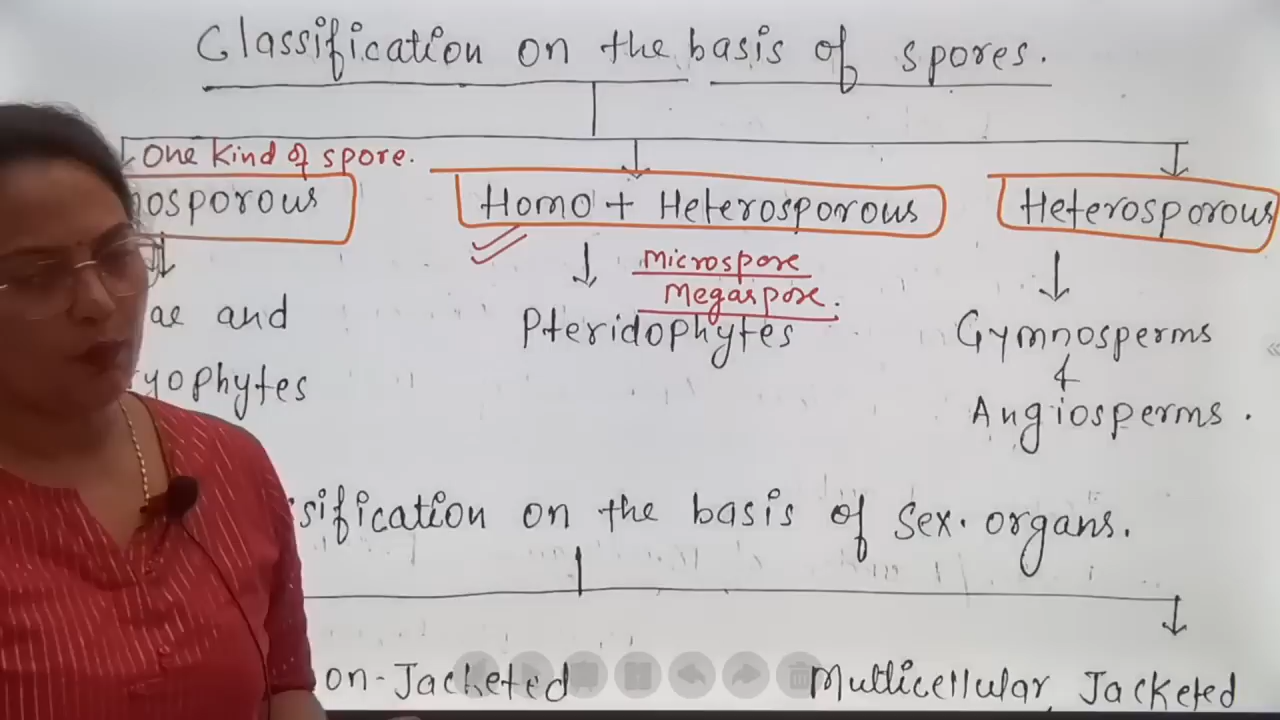 Classification on the basis of spores.
One kind of spore.
nosporous
Homo + Heterosporous
Heterosporous
Microspore
Megaspore.
ae and
yophytes
Pteridophytes
Gymnosperms
&
Angiosperms.
sification on the basis of Sex. organs.
on-Jacketed
Multicellular, Jacketed